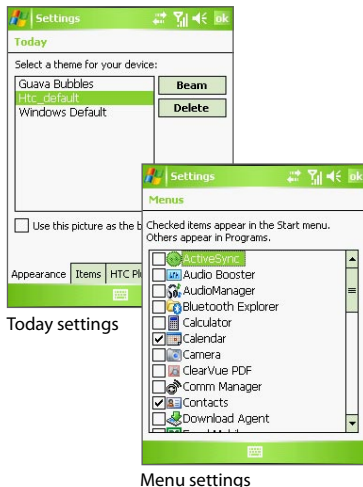 Settings
ok
Today
Select a theme for your device:
Guava Bubbles
Beam
Htc_default
Delete
Windows Default
Use this picture as the b
Appearance
Items
HTC Pl
Today settings
Settings
ok
Menus
Checked items appear in the Start menu.
Others appear in Programs.
ActiveSync
Audio Booster
AudioManager
Bluetooth Explorer
Calculator
Calendar
Camera
ClearVue PDF
Comm Manager
Contacts
Download Agent
Menu settings